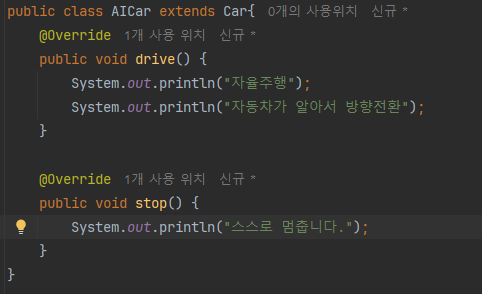 public class AICar extends Car{ 0개의 사용위치 신규 *
@Override 1개 사용 위치 신규 *
public void drive() {
System.out.println("자율주행");
System.out.println("자동차가 알아서 방향전환");
}
@Override 1개 사용 위치 신규 *
public void stop() {
System.out.println("스스로 멈춥니다.");
}
}